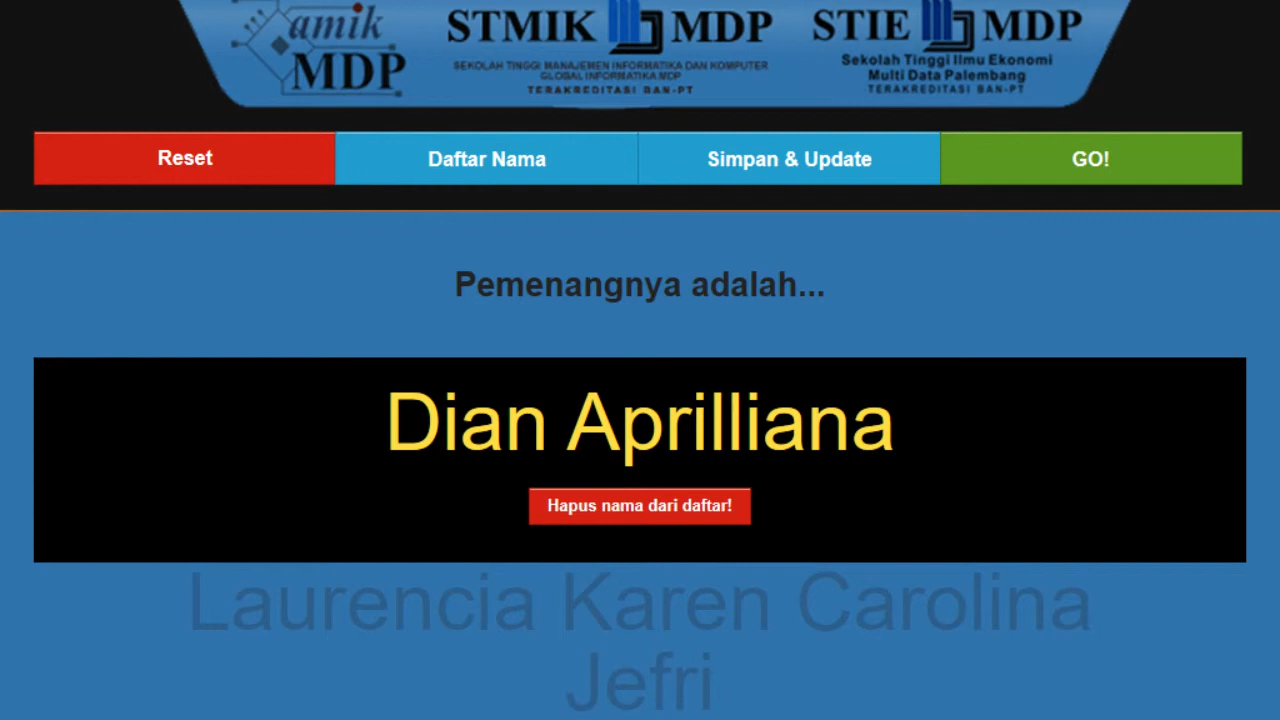 amik
MDP
STMIK MDP
SEKOLAH TINGGI MANAJEMEN INFORMATIKA DAN KOMPUTER
GLOBAL INFORMATIKA MDP
TERAKREDITASI BAN-PT
STIE MDP
Sekolah Tinggi Ilmu Ekonomi
Multi Data Palembang
TERAKREDITASI BAN-PT
Reset
Daftar Nama
Simpan & Update
GO!
Pemenangnya adalah...
Dian Aprilliana
Hapus nama dari daftar!
Laurencia Karen Carolina
Jefri